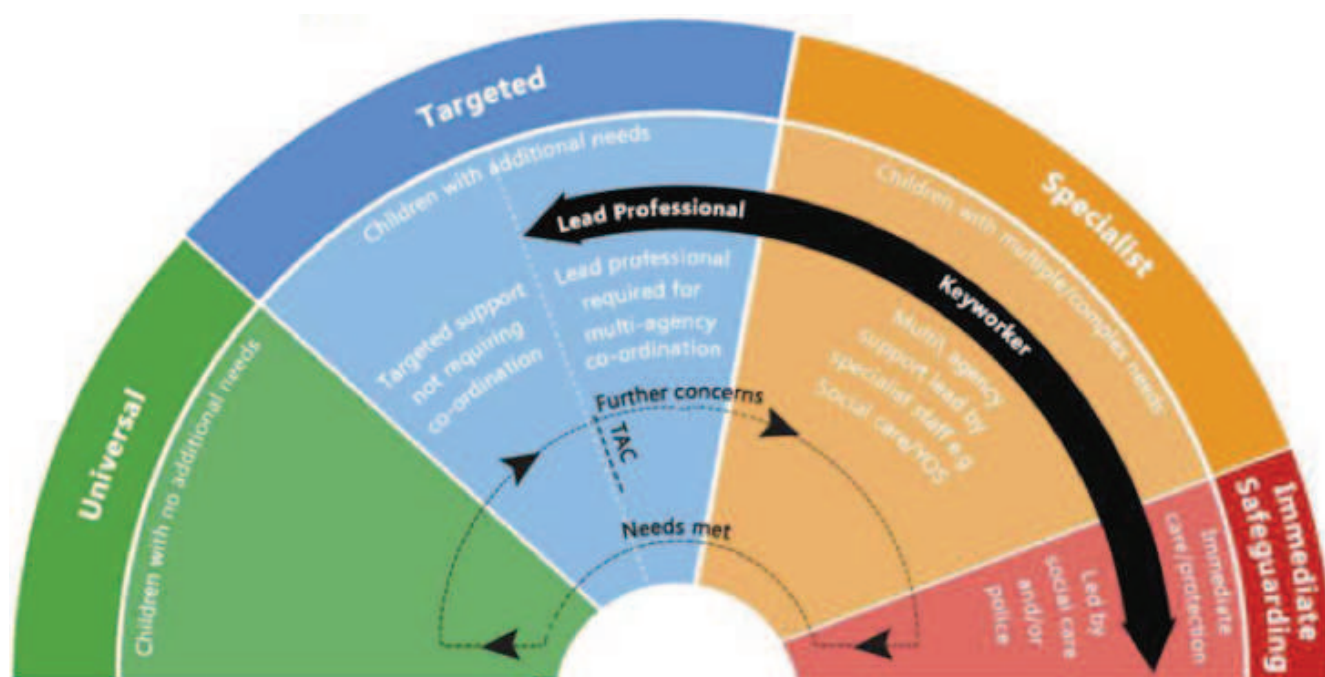 Universal
Children with no additional needs
Targeted
Children with additional needs
Targeted support
not requiring
co-ordination
Lead Professional
Lead professional
required for
multi-agency
co-ordination
Further concerns
TAC
Needs met
Specialist
Children with multiple/complex needs
Keyworker
Multi agency
support lead by
specialist staff e.g
Social care/YOS
Immediate
Safeguarding
Immediate
care/protection
Led by
social care
and/or
police